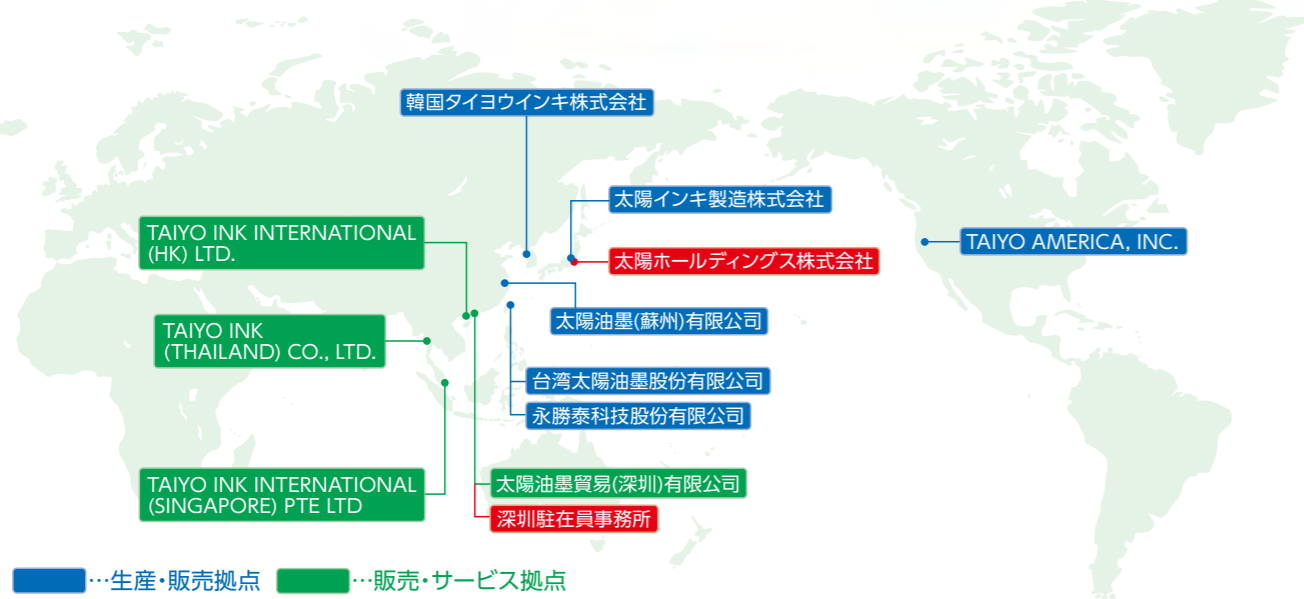 韓国タイヨウインキ株式会社
太陽インキ製造株式会社
TAIYO INK INTERNATIONAL
(HK) LTD.
太陽ホールディングス株式会社
TAIYO AMERICA, INC.
太陽油墨(蘇州)有限公司
TAIYO INK
(THAILAND) CO., LTD.
台湾太陽油墨股份有限公司
永勝泰科技股份有限公司
TAIYO INK INTERNATIONAL
(SINGAPORE) PTE LTD
太陽油墨貿易(深圳)有限公司
深圳駐在員事務所
…生産・販売拠点 …販売・サービス拠点